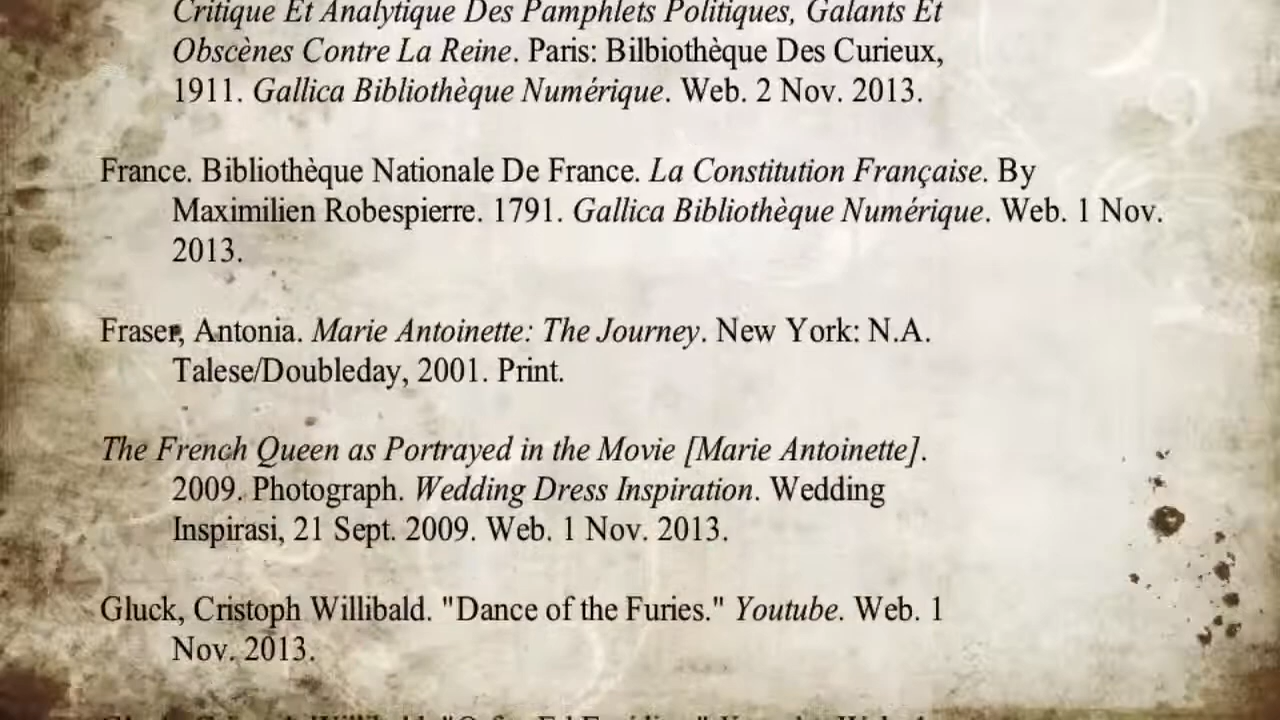 Critique Et Analytique Des Pamphlets Politiques, Galants Et
Obscènes Contre La Reine. Paris: Bilbiothèque Des Curieux,
1911. Gallica Bibliothèque Numérique. Web. 2 Nov. 2013.
France. Bibliothèque Nationale De France. La Constitution Française. By
Maximilien Robespierre. 1791. Gallica Bibliothèque Numérique. Web. 1 Nov.
2013.
Fraser, Antonia. Marie Antoinette: The Journey. New York: N.A.
Talese/Doubleday, 2001. Print.
The French Queen as Portrayed in the Movie [Marie Antoinette].
2009. Photograph. Wedding Dress Inspiration. Wedding
Inspirasi, 21 Sept. 2009. Web. 1 Nov. 2013.
Gluck, Cristoph Willibald. "Dance of the Furies." Youtube. Web. 1
Nov. 2013.